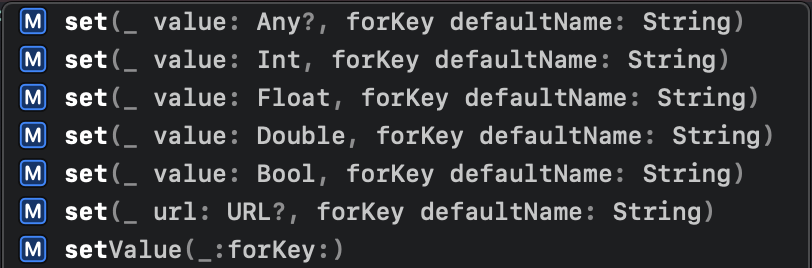 M set(_ value: Any?, forKey defaultName: String)
M set(_ value: Int, forKey defaultName: String)
M set(_ value: Float, forKey defaultName: String)
M set(_ value: Double, forKey defaultName: String)
M set(_ value: Bool, forKey defaultName: String)
M set(_ url: URL?, forKey defaultName: String)
M setValue(_:forKey:)